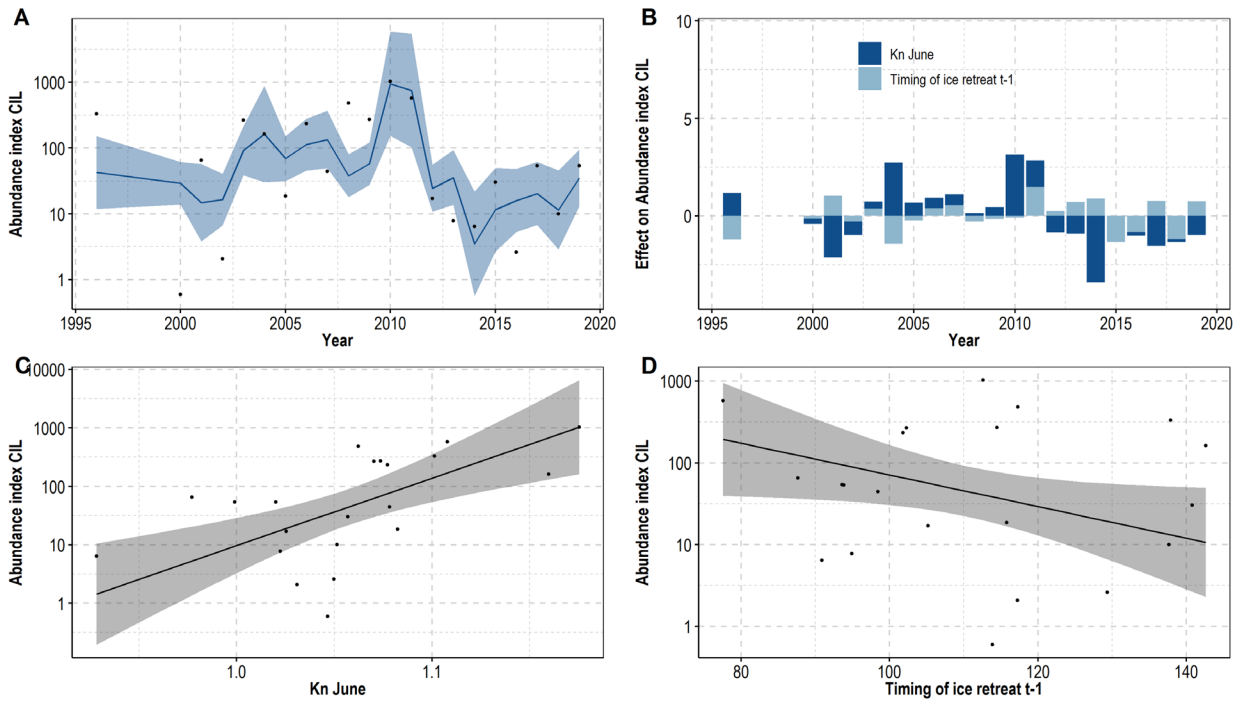 A
Abundance index CIL
1000
100
10
1
1995 2000 2005 2010 2015 2020
Year
B
Effect on Abundance index CIL
10
5
0
Kn June
Timing of ice retreat t-1
1995 2000 2005 2010 2015 2020
Year
C
Abundance index CIL
10000
1000
100
10
1
1.0 1.1
Kn June
D
Abundance index CIL
1000
100
10
1
80 100 120 140
Timing of ice retreat t-1